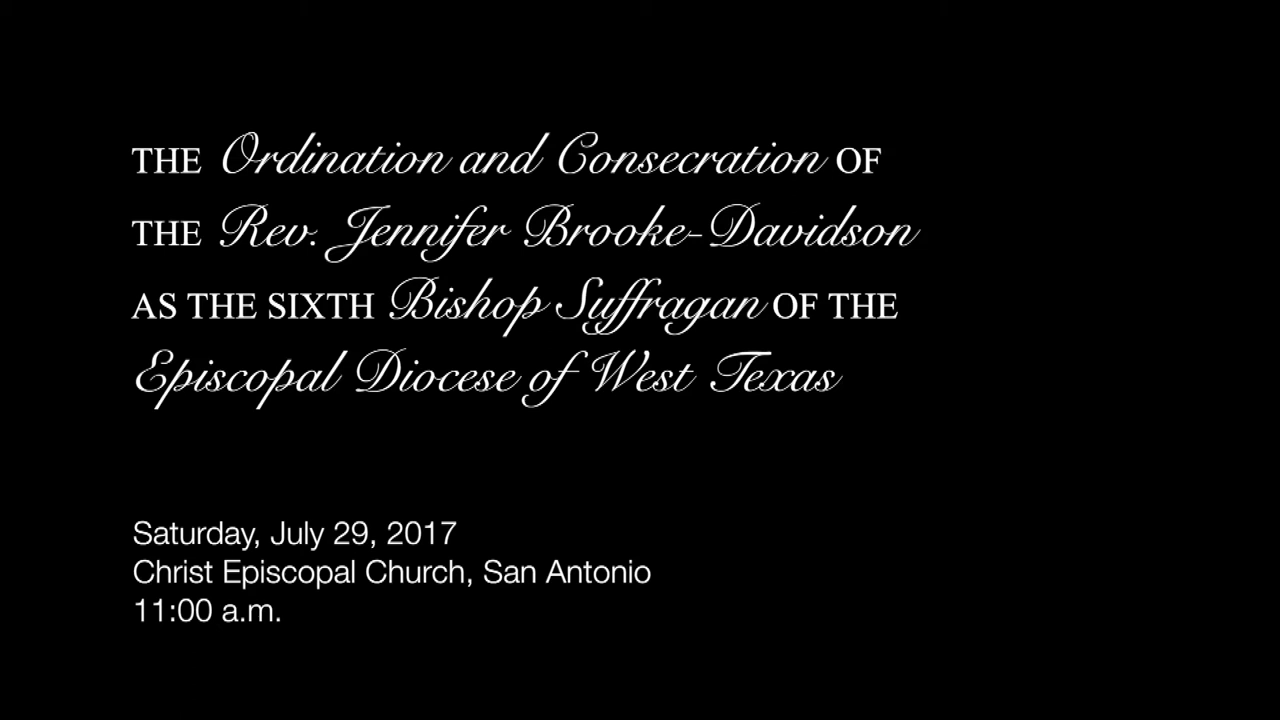 THE Ordination and Consecration OF
THE Rev. Jennifer Brooke-Davidson
AS THE SIXTH Bishop Suffragan OF THE
Episcopal Diocese of West Texas
Saturday, July 29, 2017
Christ Episcopal Church, San Antonio
11:00 a.m.